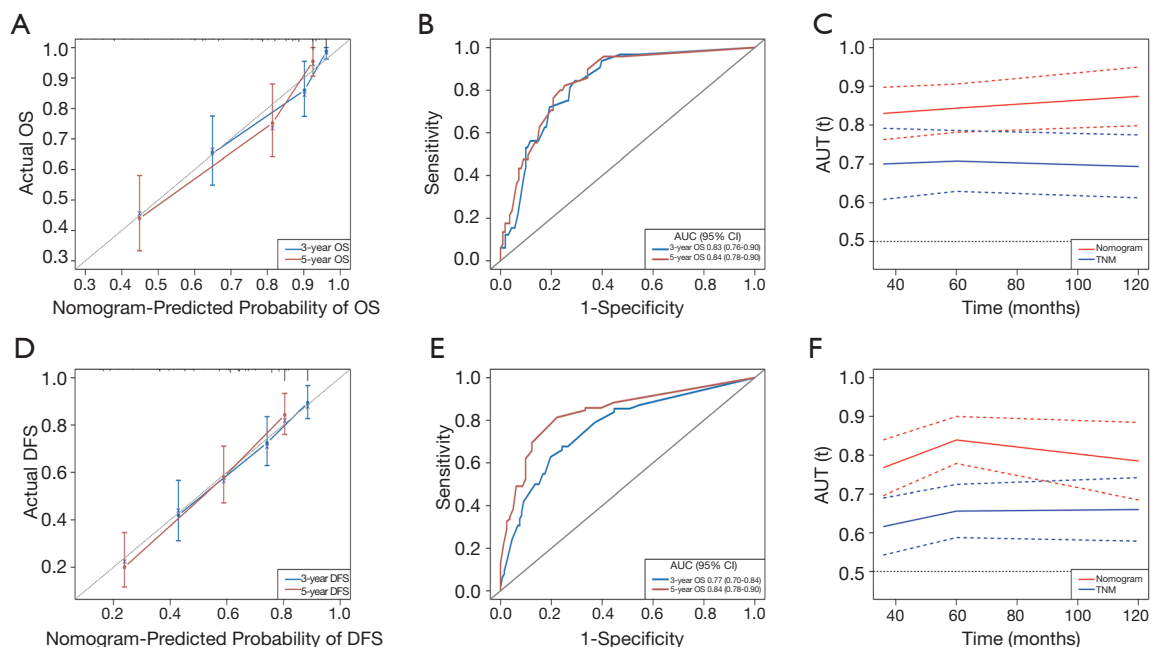 A
Actual OS
1.0
0.9
0.8
0.7
0.6
0.5
0.4
0.3
0.3 0.4 0.5 0.6 0.7 0.8 0.9 1.0
Nomogram-Predicted Probability of OS
3-year OS
5-year OS
B
Sensitivity
1.0
0.8
0.6
0.4
0.2
0.0
0.0 0.2 0.4 0.6 0.8 1.0
1-Specificity
AUC (95% CI)
3-year OS 0.83 (0.76-0.90)
5-year OS 0.84 (0.78-0.90)
C
AUT (t)
1.0
0.9
0.8
0.7
0.6
0.5
40 60 80 100 120
Time (months)
Nomogram
TNM
D
Actual DFS
1.0
0.8
0.6
0.4
0.2
0.2 0.4 0.6 0.8 1.0
Nomogram-Predicted Probability of DFS
3-year DFS
5-year DFS
E
Sensitivity
1.0
0.8
0.6
0.4
0.2
0.0
0.0 0.2 0.4 0.6 0.8 1.0
1-Specificity
AUC (95% CI)
3-year OS 0.77 (0.70-0.84)
5-year OS 0.84 (0.78-0.90)
F
AUT (t)
1.0
0.9
0.8
0.7
0.6
0.5
40 60 80 100 120
Time (months)
Nomogram
TNM